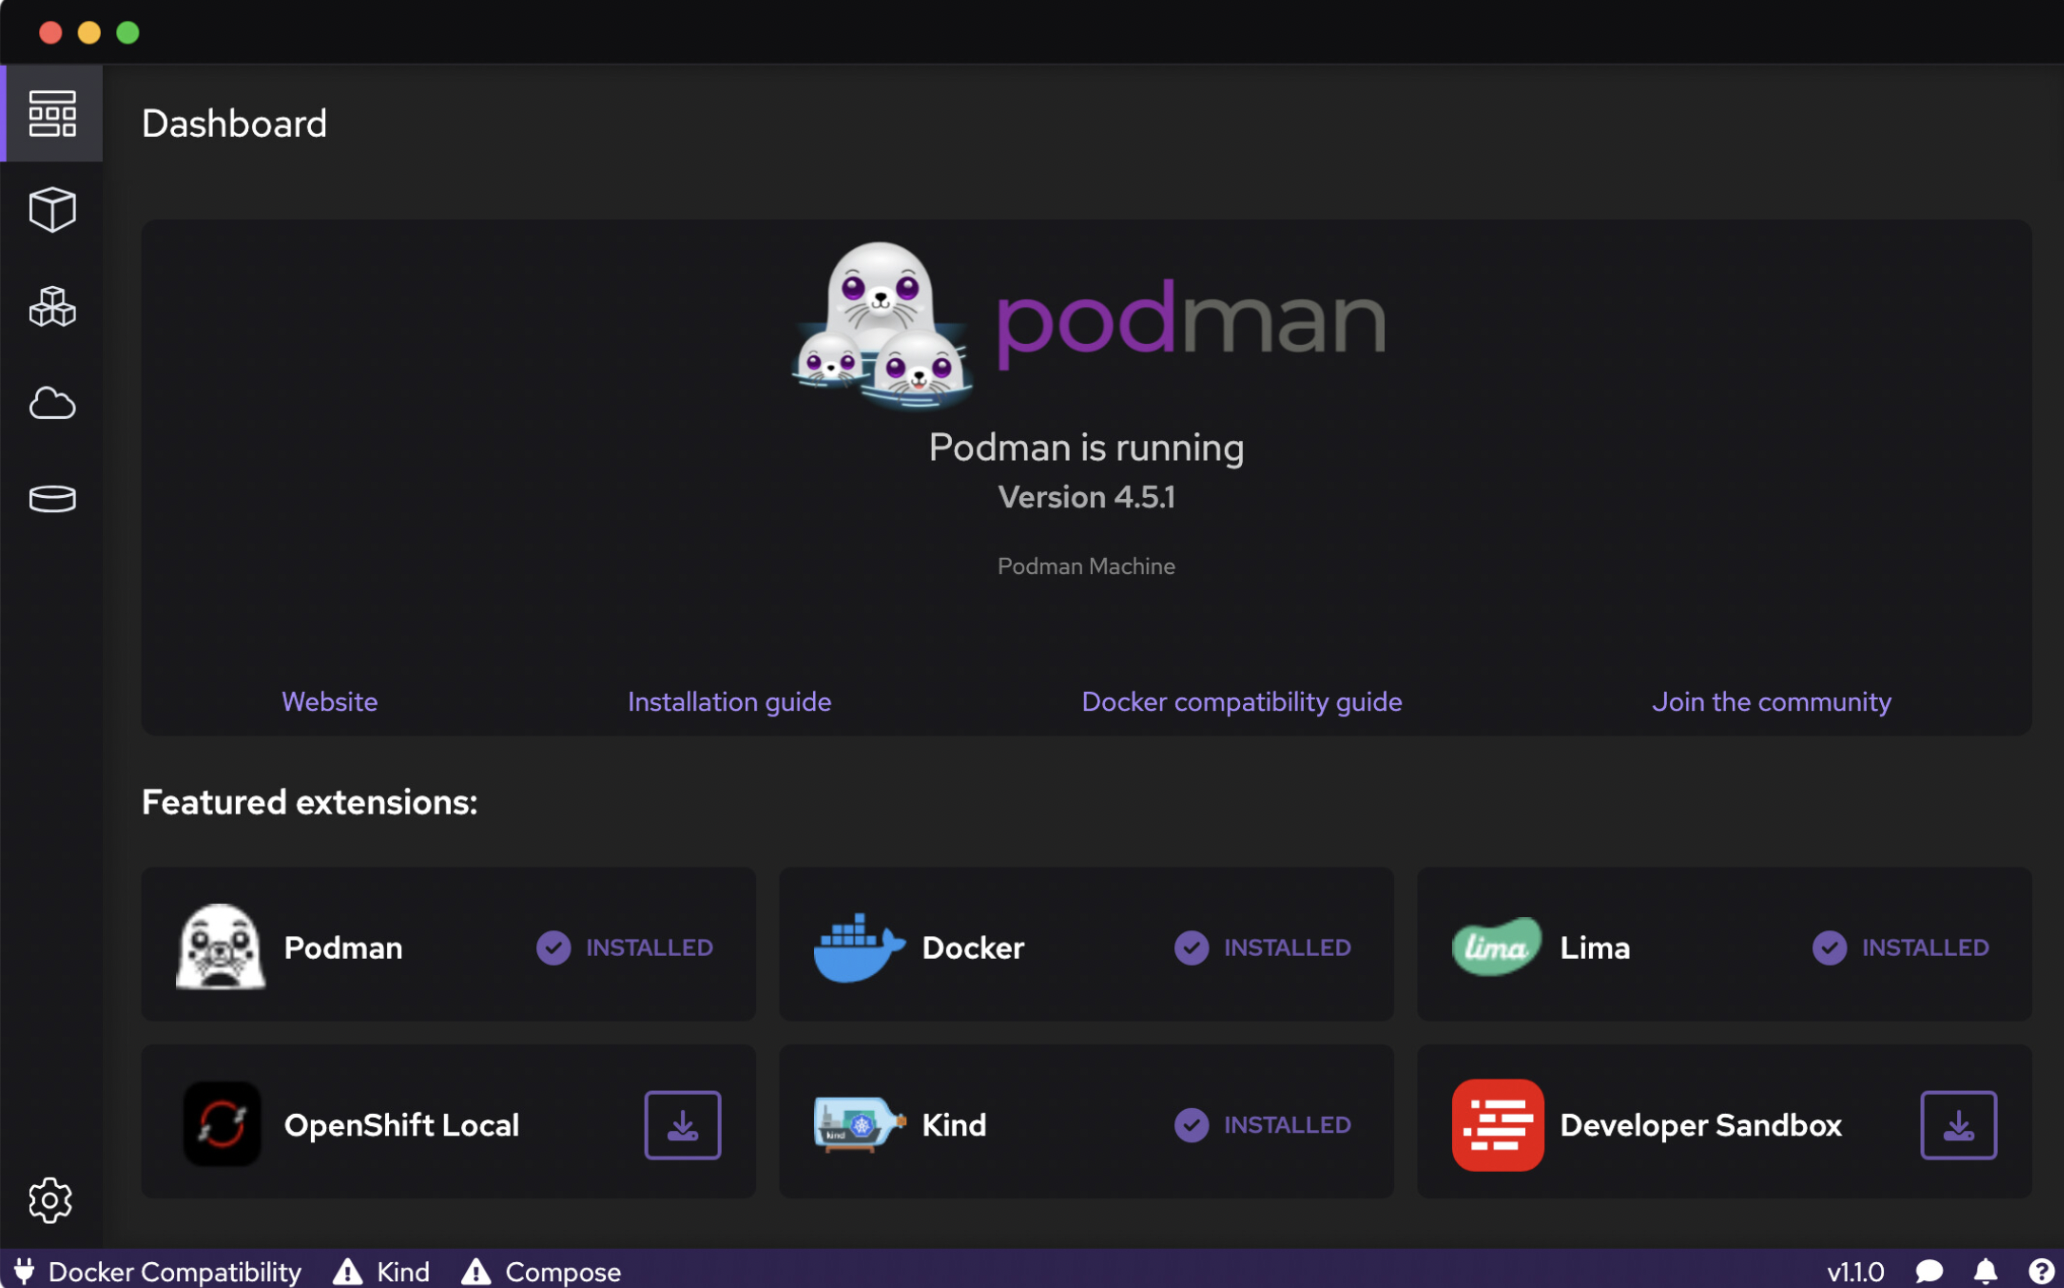 Dashboard
podman
Podman is running
Version 4.5.1
Podman Machine
Website Installation guide Docker compatibility guide Join the community
Featured extensions:
Podman INSTALLED
Docker INSTALLED
lima Lima INSTALLED
OpenShift Local
kind Kind INSTALLED
Developer Sandbox
Docker Compatibility Kind Compose v1.1.0